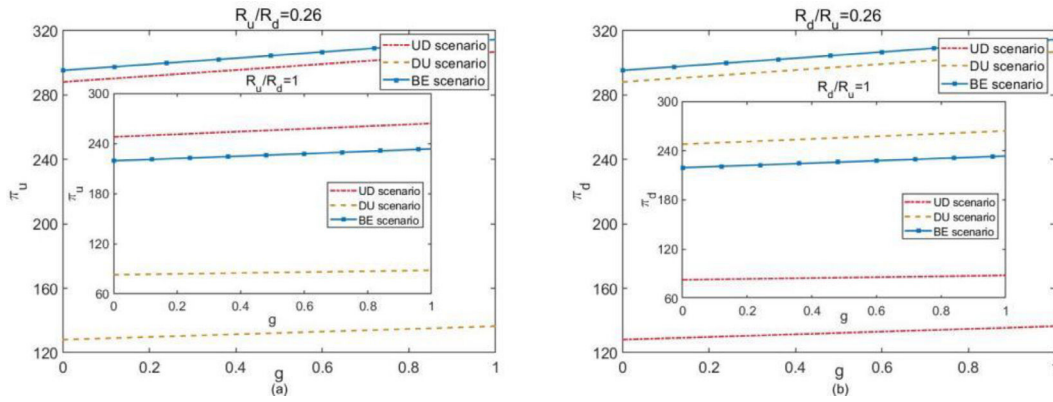 R_u/R_d=0.26
320
280
240
200
160
120
π_u
0
0.2
0.4
0.6
0.8
1
g
(a)
UD scenario
DU scenario
BE scenario
R_u/R_d=1
300
240
180
120
60
π_u
0
0.2
0.4
0.6
0.8
1
g
UD scenario
DU scenario
BE scenario
R_d/R_u=0.26
320
280
240
200
160
120
π_d
0
0.2
0.4
0.6
0.8
1
g
(b)
UD scenario
DU scenario
BE scenario
R_d/R_u=1
300
240
180
120
60
π_d
0
0.2
0.4
0.6
0.8
1
g
UD scenario
DU scenario
BE scenario